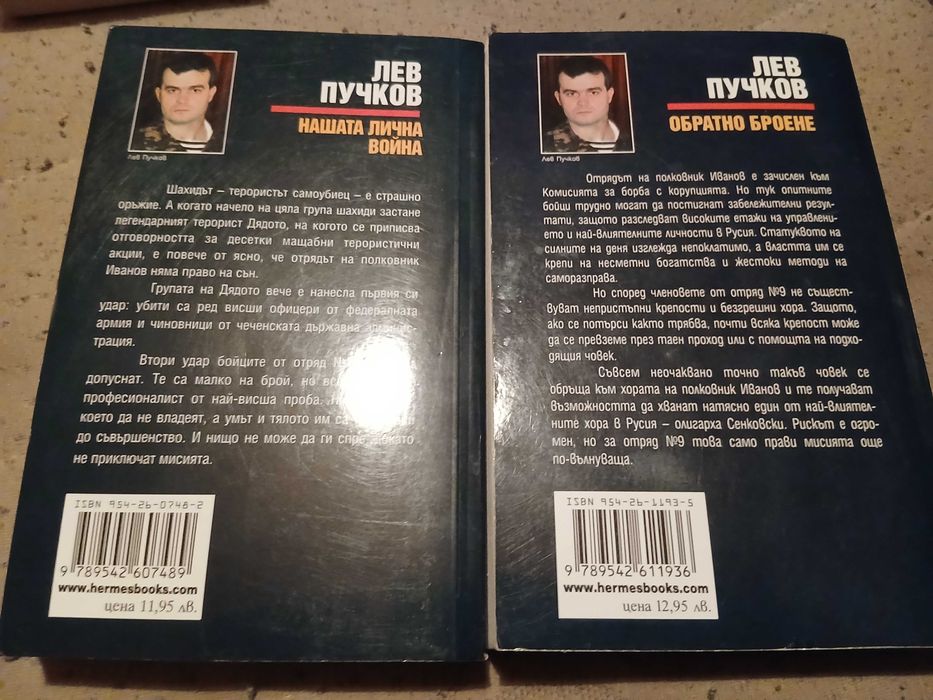 ЛЕВ
ПУЧКОВ
НАШАТА ЛИЧНА
ВОЙНА
Лев Пучков
Шахидът – терористът самоубиец – е страшно
оръжие. А когато начело на цяла група шахиди застане
легендарният терорист Дядото, на когото се приписва
отговорността за десетки мащабни терористични
акции, е повече от ясно, че отрядът на полковник
Иванов няма право на сън.
Групата на Дядото вече е нанесла първия си
удар: убити са ред висши офицери от федералната
армия и чиновници от чеченската държавна админис-
трация.
Втори удар бойците от отряд
допуснат. Те са малко на брой, но
професионалист от най-висша проба.
което да не владеят, а умът и тялото им са
до съвършенство. И нищо не може да ги спре, докато
не приключат мисията.
ISBN 954-26-0748-2
9 789542 607489
www.hermesbooks.com
цена 11,95 лв.
ЛЕВ
ПУЧКОВ
ОБРАТНО БРОЕНЕ
Лев Пучков
Отрядът на полковник Иванов е зачислен към
Комисията за борба с корупцията. Но тук опитните
бойци трудно могат да постигнат забележителни резул-
тати, защото разследват високите етажи на управлени-
ето и най-влиятелните личности в Русия. Статуквото на
силните на деня изглежда непоклатимо, а властта им се
крепи на несметни богатства и жестоки методи на
саморазправа.
Но според членовете от отряд №9 не същест-
вуват непристъпни крепости и безгрешни хора. Защото,
ако се потърси както трябва, почти всяка крепост може
да се превземе през таен проход или с помощта на подхо-
дящия човек.
Съвсем неочаквано точно такъв човек се
обръща към хората на полковник Иванов и те получават
възможността да хванат натясно един от най-влиятел-
ните хора в Русия – олигарха Сенковски. Рискът е огро-
мен, но за отряд №9 това само прави мисията още
по-вълнуваща.
ISBN 954-26-1193-5
9 789542 611936
www.hermesbooks.com
цена 12,95 лв.